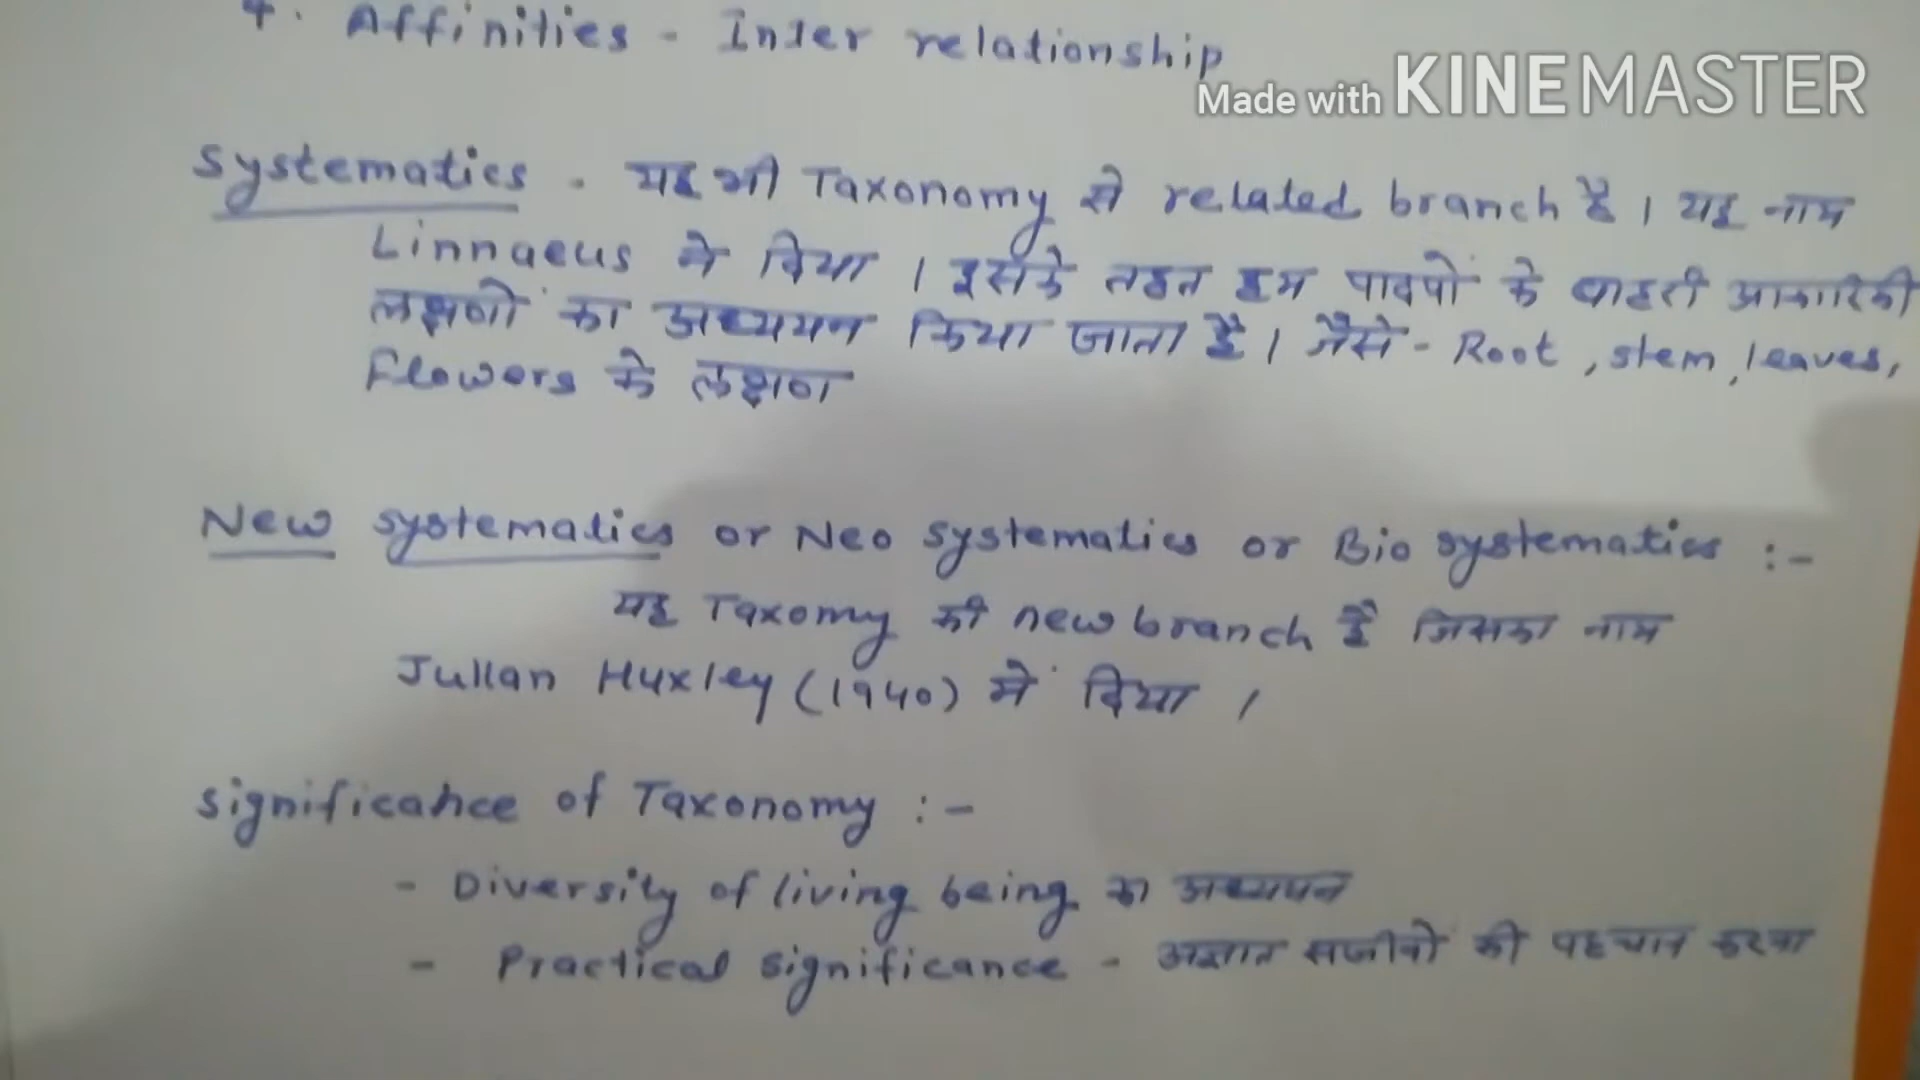 4. Affinities - Inter relationship
Made with KINEMASTER
Systematics - यह भी Taxonomy से related branch है । यह नाम
Linnaeus ने दिया । इसके तहत हम पादपों के बाहरी आकारिकी
लक्षणों का अध्ययन किया जाता है । जैसे - Root, stem, leaves,
Flowers के लक्षण
New systematics or Neo systematics or Bio systematics :-
यह Taxomy की new branch है जिसका नाम
Jullan Huxley (1940) में दिया ।
Significance of Taxonomy :-
- Diversity of living being का अध्ययन
- Practical significance - अज्ञात सजीवों की पहचान करना